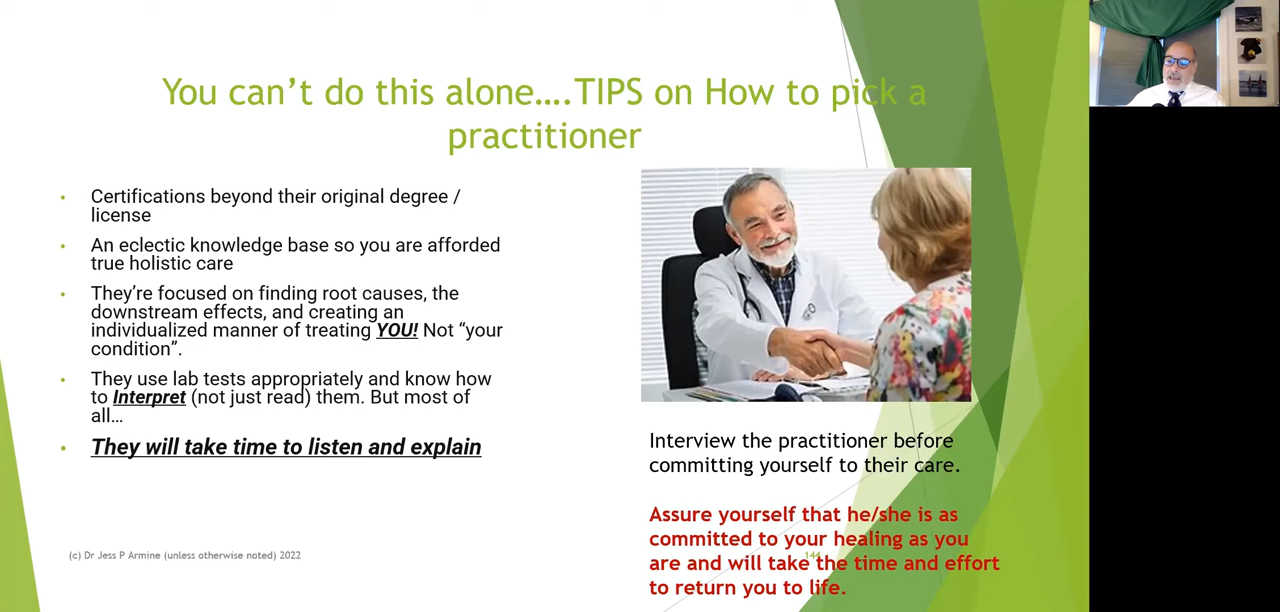 You can't do this alone....TIPS on How to pick a
practitioner
• Certifications beyond their original degree /
license
• An eclectic knowledge base so you are afforded
true holistic care
• They're focused on finding root causes, the
downstream effects, and creating an
individualized manner of treating YOU! Not “your
condition”.
• They use lab tests appropriately and know how
to Interpret (not just read) them. But most of
all…
• They will take time to listen and explain
Interview the practitioner before
committing yourself to their care.
Assure yourself that he/she is as
committed to your healing as you
are and will take the time and effort
to return you to life.
(c) Dr Jess P Armine (unless otherwise noted) 2022
144